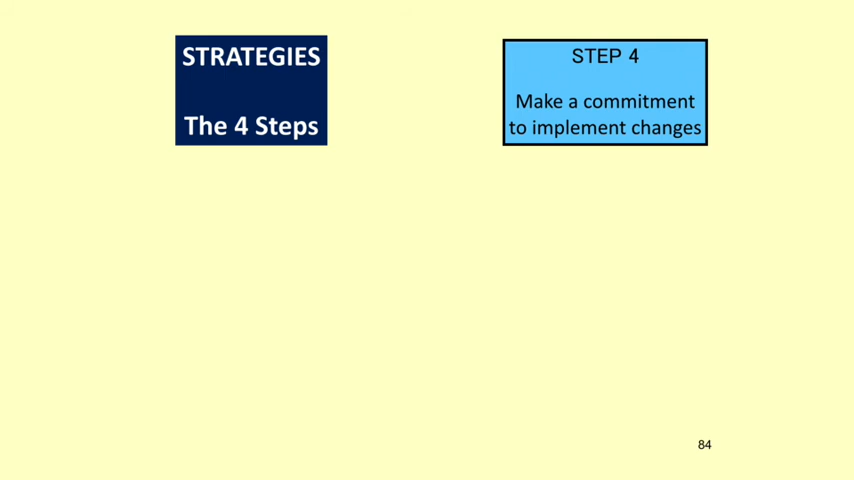 STRATEGIES
The 4 Steps
STEP 4
Make a commitment
to implement changes
84